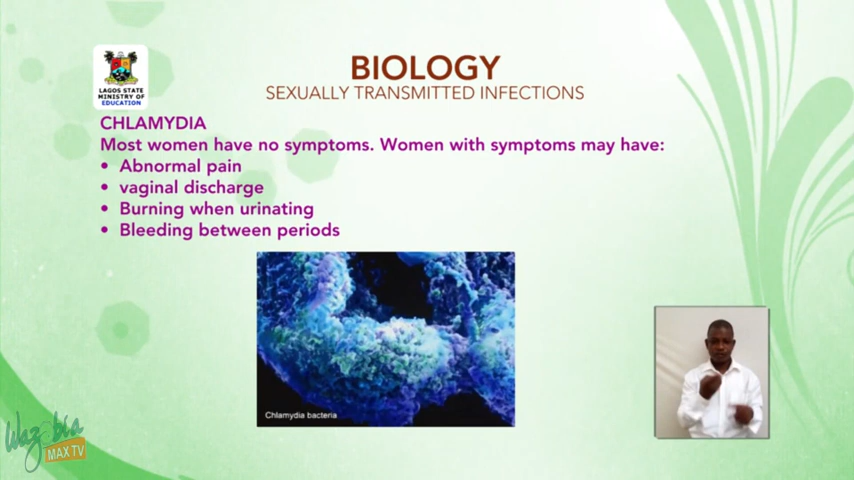 BIOLOGY
SEXUALLY TRANSMITTED INFECTIONS
LAGOS STATE
MINISTRY OF
EDUCATION
CHLAMYDIA
Most women have no symptoms. Women with symptoms may have:
• Abnormal pain
• vaginal discharge
• Burning when urinating
• Bleeding between periods
Chlamydia bacteria
Wazobia
MAX TV